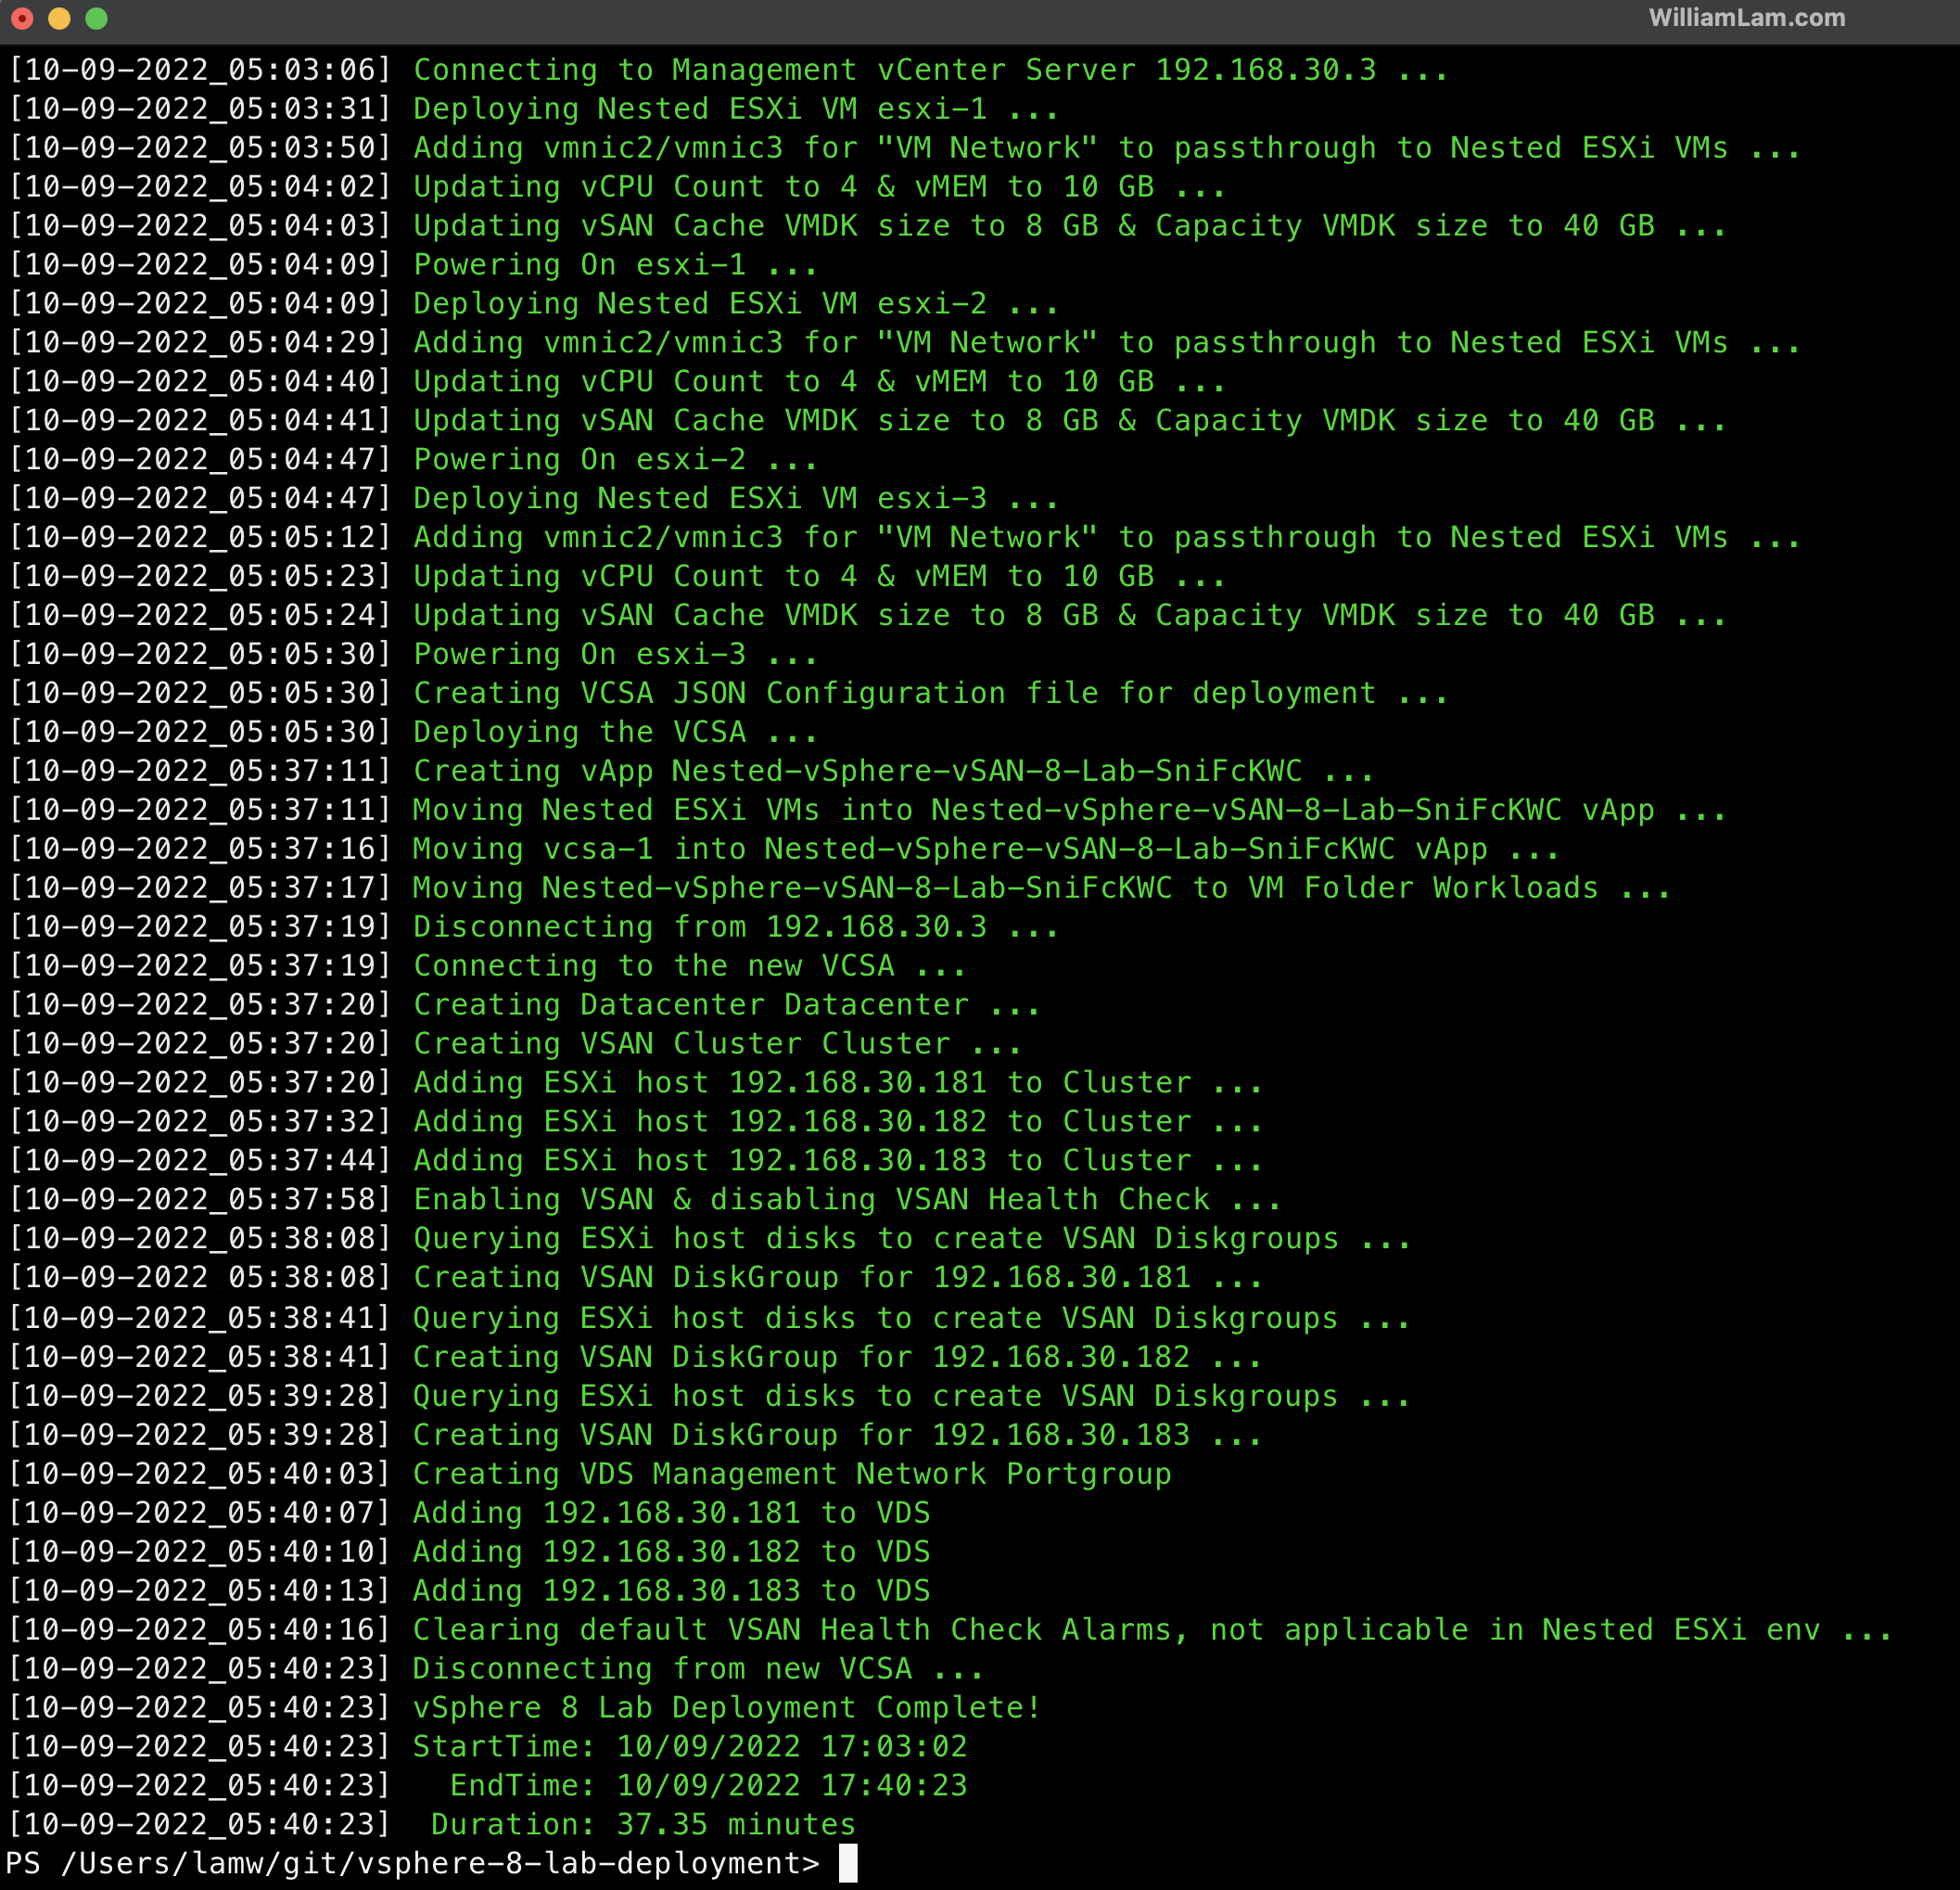 WilliamLam.com
[10-09-2022_05:03:06] Connecting to Management vCenter Server 192.168.30.3 ...
[10-09-2022_05:03:31] Deploying Nested ESXi VM esxi-1 ...
[10-09-2022_05:03:50] Adding vmnic2/vmnic3 for "VM Network" to passthrough to Nested ESXi VMs ...
[10-09-2022_05:04:02] Updating vCPU Count to 4 & vMEM to 10 GB ...
[10-09-2022_05:04:03] Updating vSAN Cache VMDK size to 8 GB & Capacity VMDK size to 40 GB ...
[10-09-2022_05:04:09] Powering On esxi-1 ...
[10-09-2022_05:04:09] Deploying Nested ESXi VM esxi-2 ...
[10-09-2022_05:04:29] Adding vmnic2/vmnic3 for "VM Network" to passthrough to Nested ESXi VMs ...
[10-09-2022_05:04:40] Updating vCPU Count to 4 & vMEM to 10 GB ...
[10-09-2022_05:04:41] Updating vSAN Cache VMDK size to 8 GB & Capacity VMDK size to 40 GB ...
[10-09-2022_05:04:47] Powering On esxi-2 ...
[10-09-2022_05:04:47] Deploying Nested ESXi VM esxi-3 ...
[10-09-2022_05:05:12] Adding vmnic2/vmnic3 for "VM Network" to passthrough to Nested ESXi VMs ...
[10-09-2022_05:05:23] Updating vCPU Count to 4 & vMEM to 10 GB ...
[10-09-2022_05:05:24] Updating vSAN Cache VMDK size to 8 GB & Capacity VMDK size to 40 GB ...
[10-09-2022_05:05:30] Powering On esxi-3 ...
[10-09-2022_05:05:30] Creating VCSA JSON Configuration file for deployment ...
[10-09-2022_05:05:30] Deploying the VCSA ...
[10-09-2022_05:37:11] Creating vApp Nested-vSphere-vSAN-8-Lab-SniFcKWC ...
[10-09-2022_05:37:11] Moving Nested ESXi VMs into Nested-vSphere-vSAN-8-Lab-SniFcKWC vApp ...
[10-09-2022_05:37:16] Moving vcsa-1 into Nested-vSphere-vSAN-8-Lab-SniFcKWC vApp ...
[10-09-2022_05:37:17] Moving Nested-vSphere-vSAN-8-Lab-SniFcKWC to VM Folder Workloads ...
[10-09-2022_05:37:19] Disconnecting from 192.168.30.3 ...
[10-09-2022_05:37:19] Connecting to the new VCSA ...
[10-09-2022_05:37:20] Creating Datacenter Datacenter ...
[10-09-2022_05:37:20] Creating VSAN Cluster Cluster ...
[10-09-2022_05:37:20] Adding ESXi host 192.168.30.181 to Cluster ...
[10-09-2022_05:37:32] Adding ESXi host 192.168.30.182 to Cluster ...
[10-09-2022_05:37:44] Adding ESXi host 192.168.30.183 to Cluster ...
[10-09-2022_05:37:58] Enabling VSAN & disabling VSAN Health Check ...
[10-09-2022_05:38:08] Querying ESXi host disks to create VSAN Diskgroups ...
[10-09-2022_05:38:08] Creating VSAN DiskGroup for 192.168.30.181 ...
[10-09-2022_05:38:41] Querying ESXi host disks to create VSAN Diskgroups ...
[10-09-2022_05:38:41] Creating VSAN DiskGroup for 192.168.30.182 ...
[10-09-2022_05:39:28] Querying ESXi host disks to create VSAN Diskgroups ...
[10-09-2022_05:39:28] Creating VSAN DiskGroup for 192.168.30.183 ...
[10-09-2022_05:40:03] Creating VDS Management Network Portgroup
[10-09-2022_05:40:07] Adding 192.168.30.181 to VDS
[10-09-2022_05:40:10] Adding 192.168.30.182 to VDS
[10-09-2022_05:40:13] Adding 192.168.30.183 to VDS
[10-09-2022_05:40:16] Clearing default VSAN Health Check Alarms, not applicable in Nested ESXi env ...
[10-09-2022_05:40:23] Disconnecting from new VCSA ...
[10-09-2022_05:40:23] vSphere 8 Lab Deployment Complete!
[10-09-2022_05:40:23] StartTime: 10/09/2022 17:03:02
[10-09-2022_05:40:23]   EndTime: 10/09/2022 17:40:23
[10-09-2022_05:40:23]  Duration: 37.35 minutes
PS /Users/lamw/git/vsphere-8-lab-deployment>